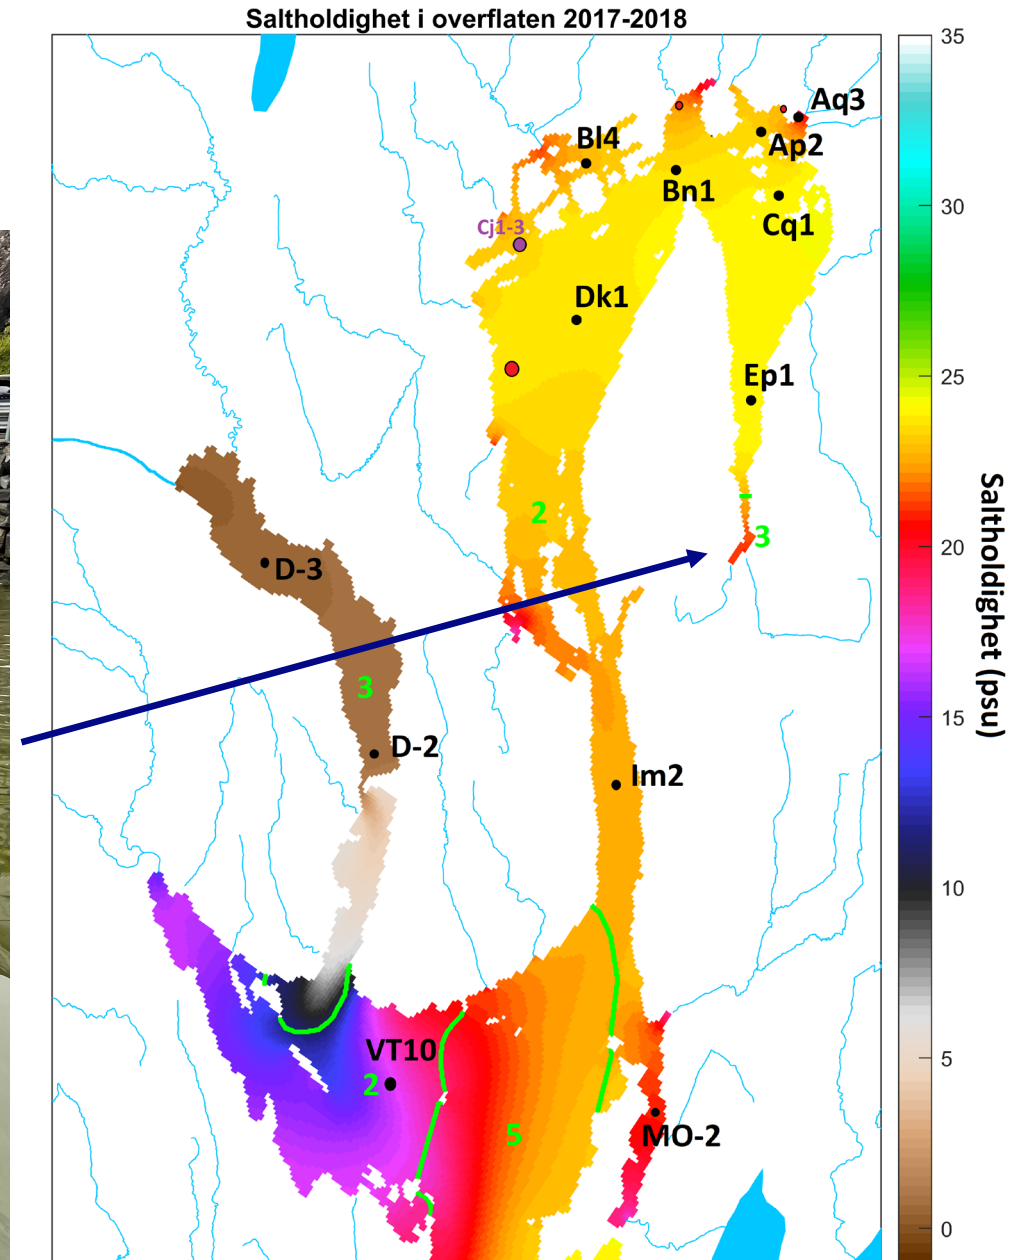 Saltholdighet i overflaten 2017-2018
35
Aq3
Bl4
Ap2
Bn1
30
Cq1
Cj1-3
Dk1
Ep1
25
2
3
20
D-3
3
D-2
Im2
15
10
VT10
2
5
5
MO-2
0
Saltholdighet (psu)